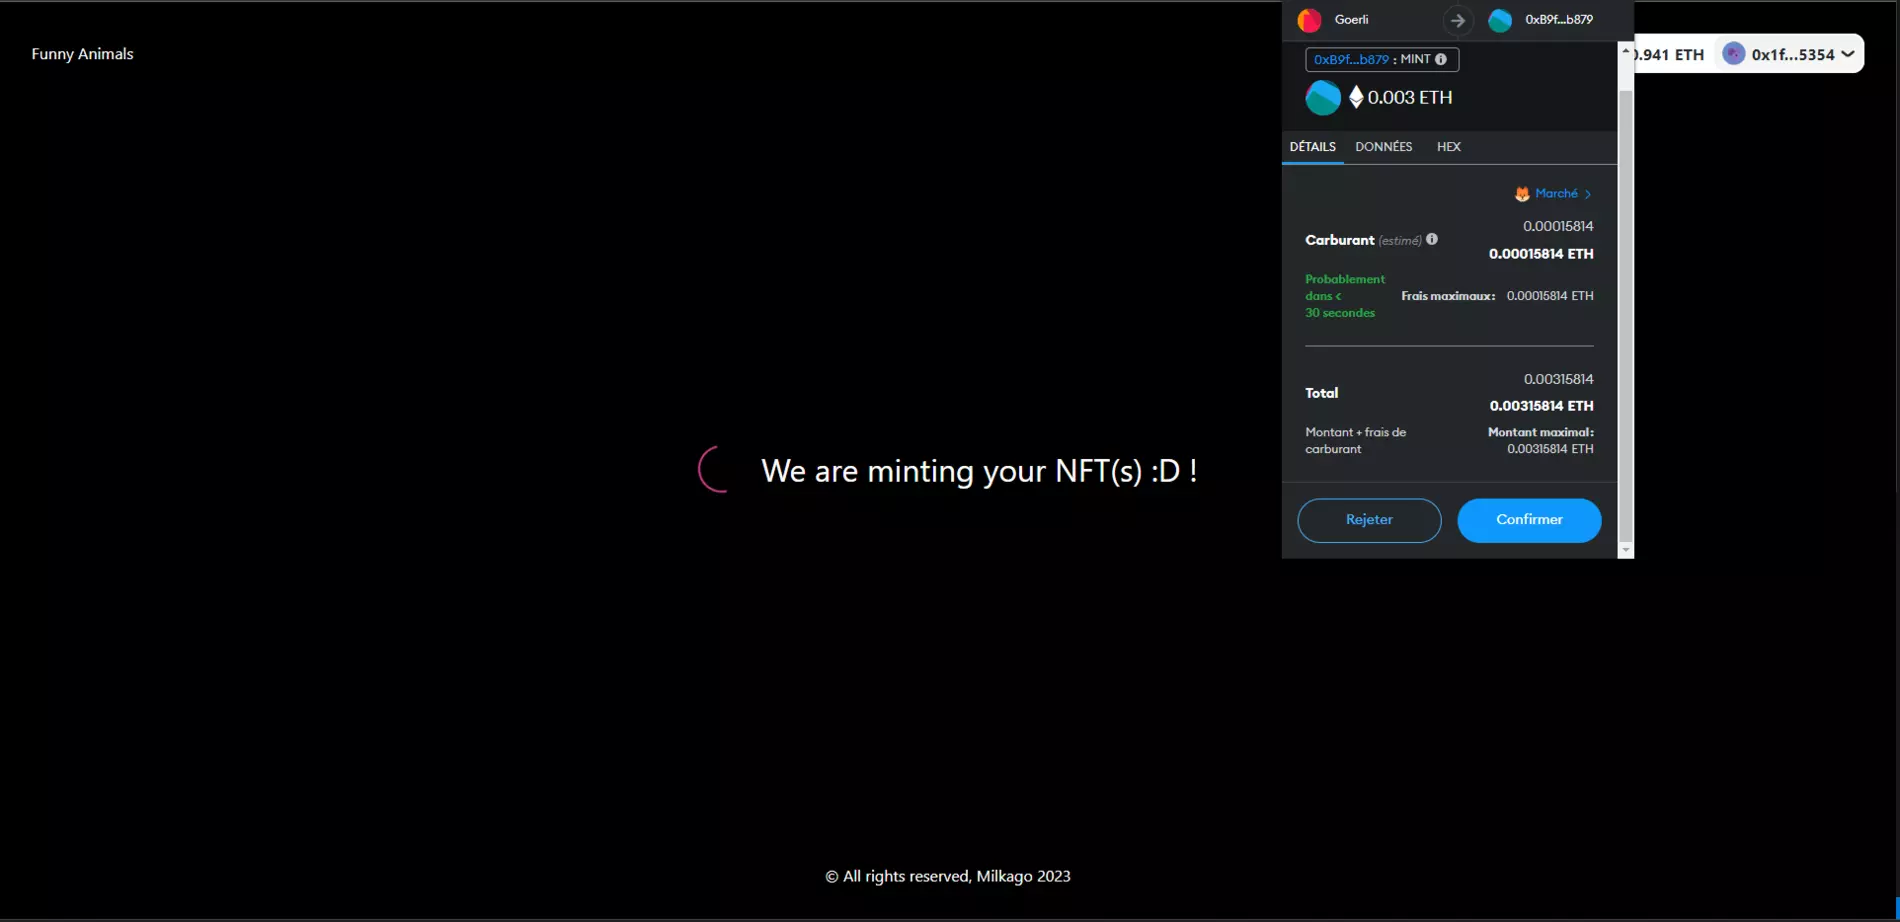 Funny Animals
Goerli
0xB9f...b879
0xB9f...b879 : MINT
0.003 ETH
.941 ETH
0x1f...5354
DÉTAILS
DONNÉES
HEX
Marché
0.00015814
Carburant (estimé)
0.00015814 ETH
Probablement
dans <
30 secondes
Frais maximaux: 0.00015814 ETH
0.00315814
Total
0.00315814 ETH
Montant + frais de
carburant
Montant maximal:
0.00315814 ETH
Rejeter
Confirmer
We are minting your NFT(s) :D !
© All rights reserved, Milkago 2023